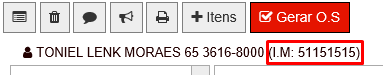 + Itens Gerar O.S
TONIEL LENK MORAES 65 3616-8000 (I.M: 51151515)